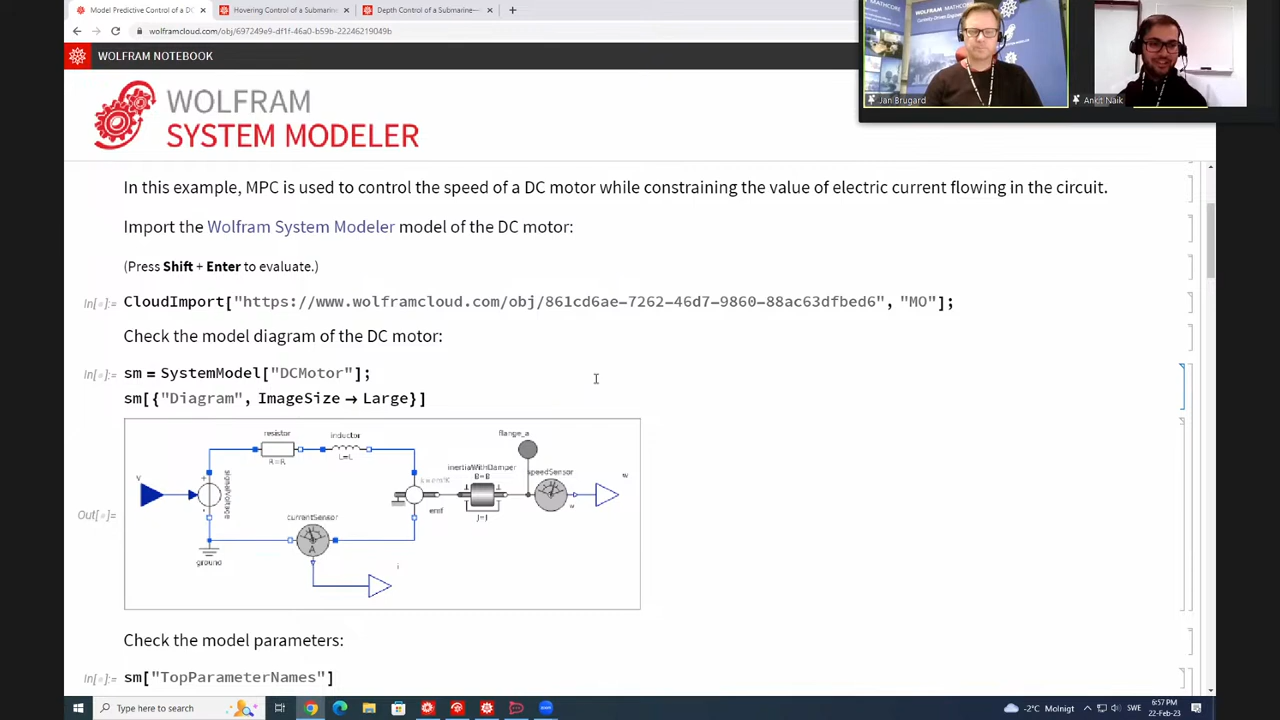 Model Predictive Control of a DC
Hovering Control of a Submarine
Depth Control of a Submarine—
wolframcloud.com/obj/697249e9-df1f-46a0-b59b-22246219049b
WOLFRAM NOTEBOOK
WOLFRAM
SYSTEM MODELER
WOLFRAM MATHCORE
Jan Brugard
Ankit Naik
In this example, MPC is used to control the speed of a DC motor while constraining the value of electric current flowing in the circuit.
Import the Wolfram System Modeler model of the DC motor:
(Press Shift + Enter to evaluate.)
In[]:= CloudImport["https://www.wolframcloud.com/obj/861cd6ae-7262-46d7-9860-88ac63dfbed6", "MO"];
Check the model diagram of the DC motor:
In[]:= sm = SystemModel["DCMotor"];
sm[{"Diagram", ImageSize → Large}]
Out[]=
resistor
R=R
inductor
L=L
flange_a
inertiaWithDamper
B=B
J=J
speedSensor
w
w
V
signalVoltage
+
-
emf
currentSensor
A
i
ground
Check the model parameters:
In[]:= sm["TopParameterNames"]
Type here to search
-2°C Molnigt
SWE
6:57 PM
22-Feb-23